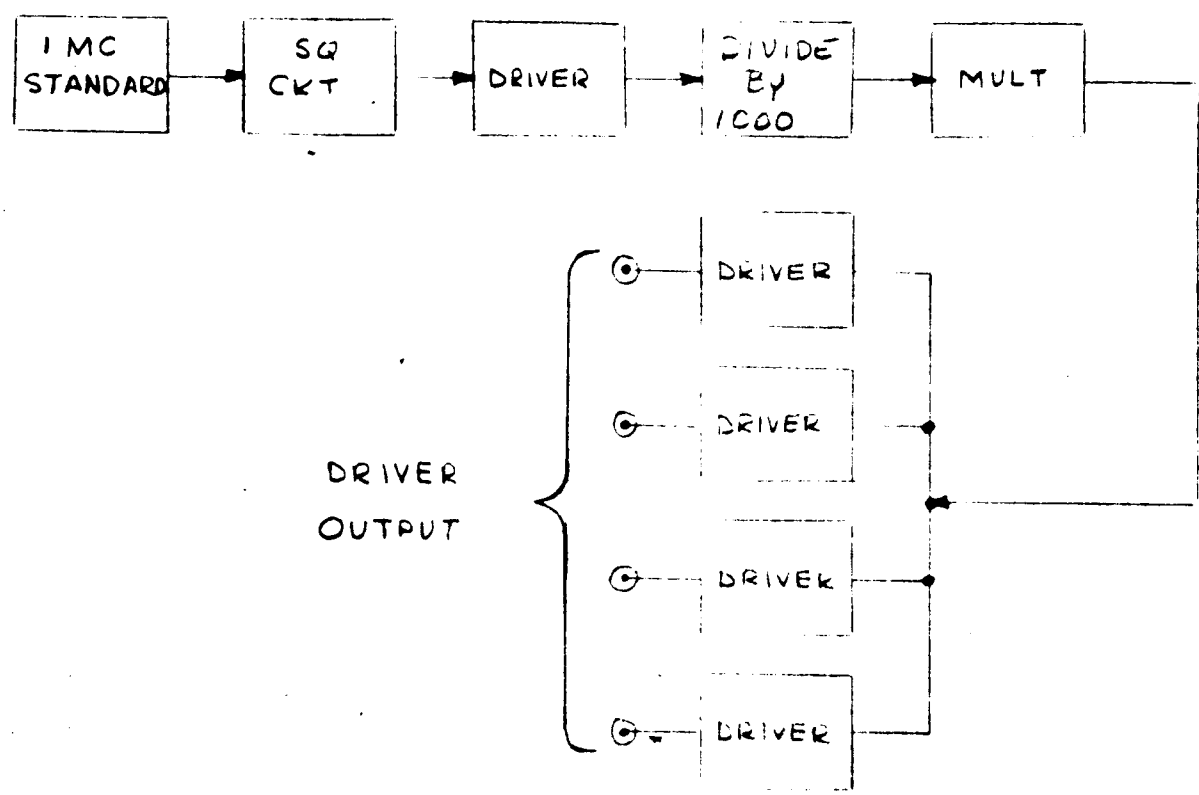 1 MC
STANDARD
SQ
CKT
DRIVER
DIVIDE
BY
1000
MULT
DRIVER
DRIVER
DRIVER
OUTPUT
DRIVER
DRIVER